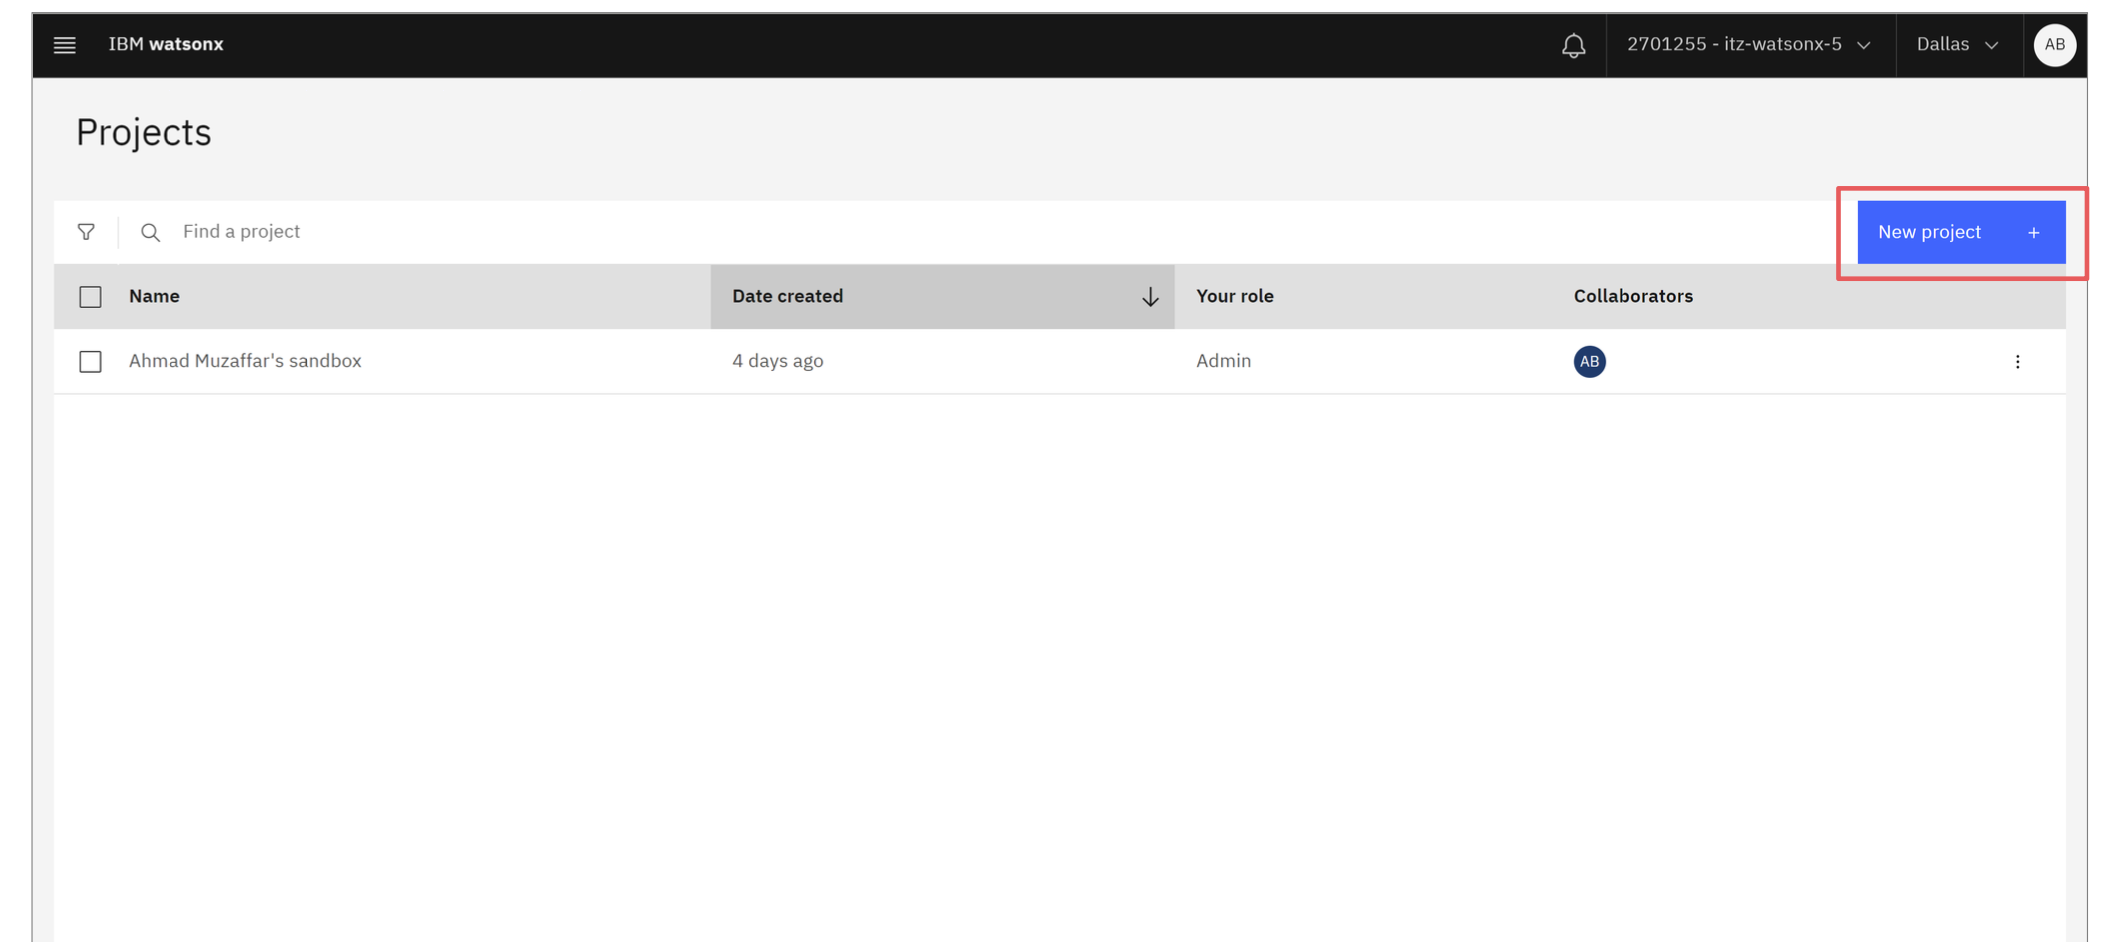 IBM watsonx
2701255 - itz-watsonx-5
Dallas
AB
Projects
Find a project
New project +
Name
Date created
Your role
Collaborators
Ahmad Muzaffar's sandbox
4 days ago
Admin
AB